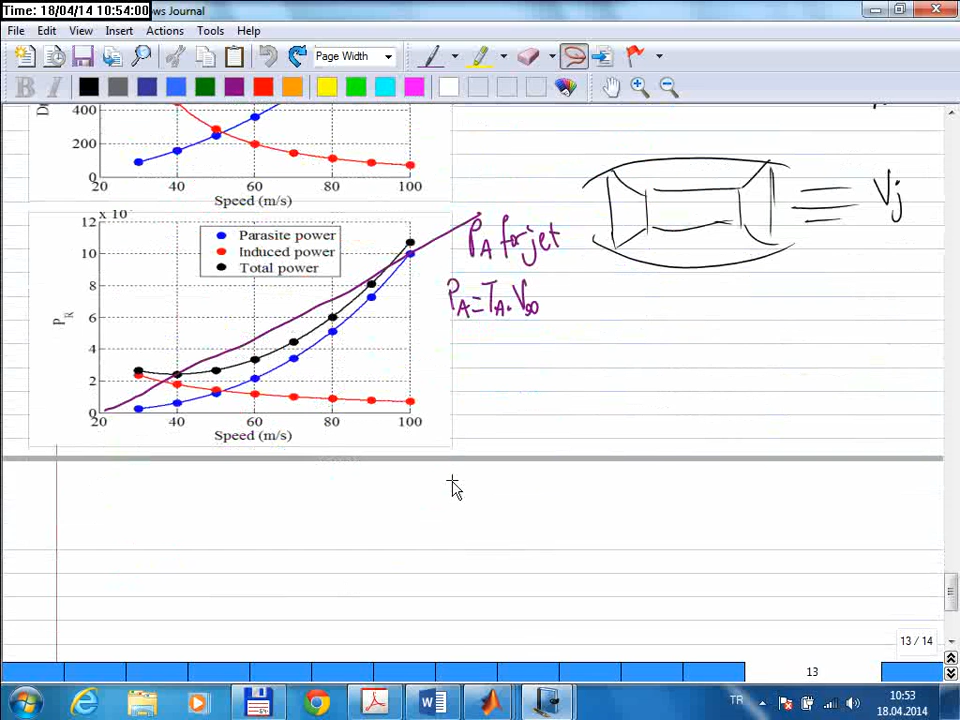 Time: 18/04/14 10:54:00
ws Journal
File Edit View Insert Actions Tools Help
Page Width
B I
400
200
0
20 40 60 80 100
Speed (m/s)
x 10
12
10
8
6
4
2
0
P_R
Parasite power
Induced power
Total power
20 40 60 80 100
Speed (m/s)
P_A for jet
P_A = T_A . V_∞
V_j
13 / 14
13
TR
10:53
18.04.2014